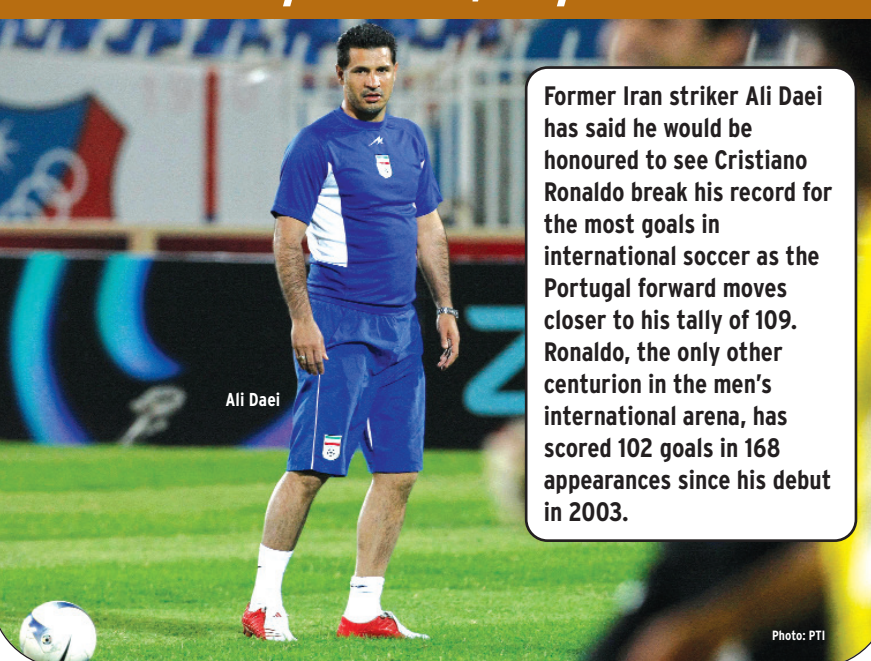 Former Iran striker Ali Daei
has said he would be
honoured to see Cristiano
Ronaldo break his record for
the most goals in
international soccer as the
Portugal forward moves
closer to his tally of 109.
Ronaldo, the only other
centurion in the men's
international arena, has
scored 102 goals in 168
appearances since his debut
in 2003.
Ali Daei
Photo: PTI